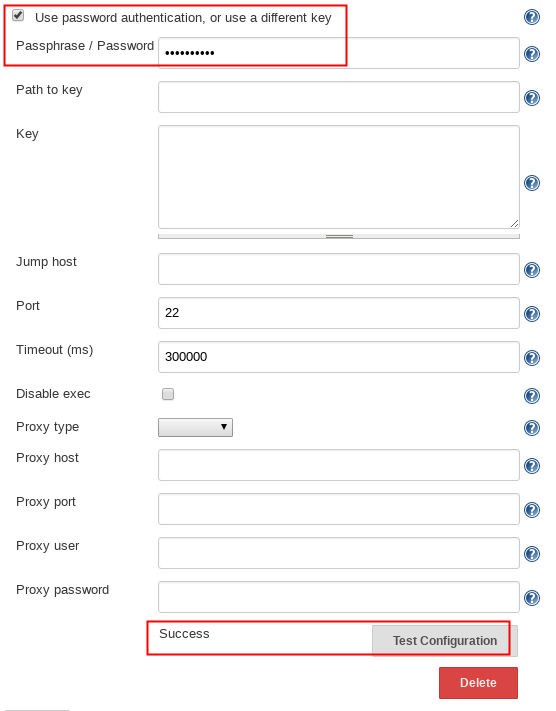 Use password authentication, or use a different key
Passphrase / Password ••••••••••
Path to key
Key
Jump host
Port 22
Timeout (ms) 300000
Disable exec
Proxy type
Proxy host
Proxy port
Proxy user
Proxy password
Success Test Configuration
Delete